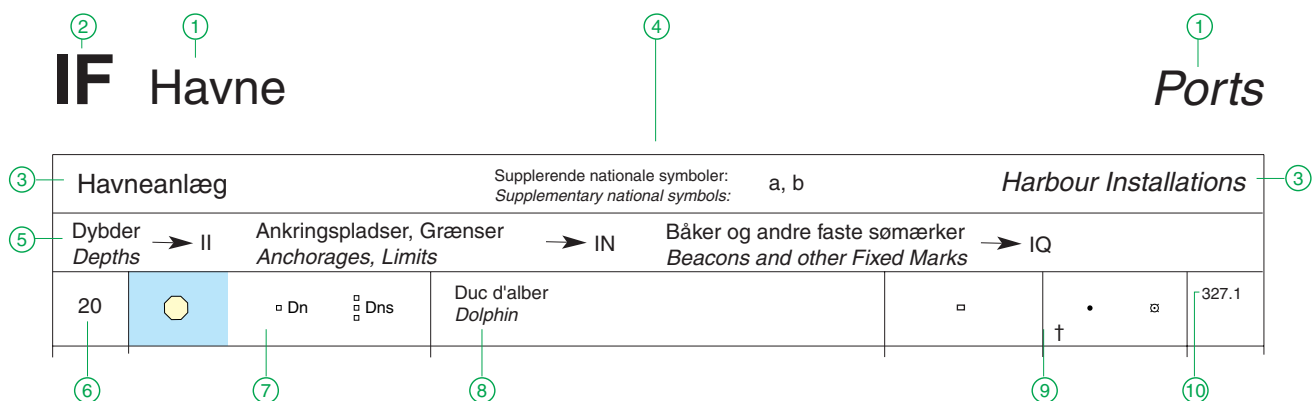 2 1 4 1
IF Havne Ports
3 Havneanlæg Supplerende nationale symboler: a, b Harbour Installations 3
Supplementary national symbols:
5 Dybder II Ankringspladser, Grænser IN Båker og andre faste sømærker IQ
Depths Anchorages, Limits Beacons and other Fixed Marks
20 Dn Dns Duc d'alber † 327.1
Dolphin
6 7 8 9 10